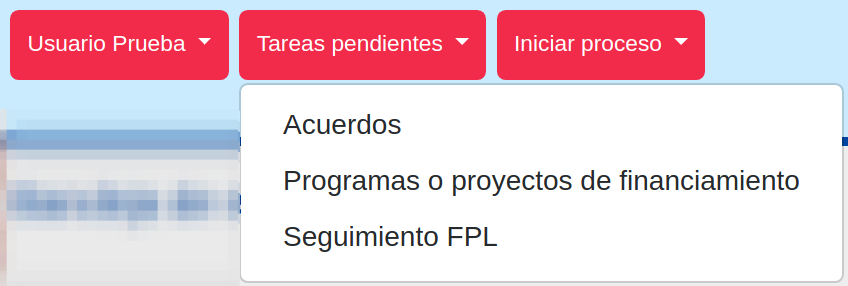 Usuario Prueba
Tareas pendientes
Iniciar proceso
Acuerdos
Programas o proyectos de financiamiento
Seguimiento FPL